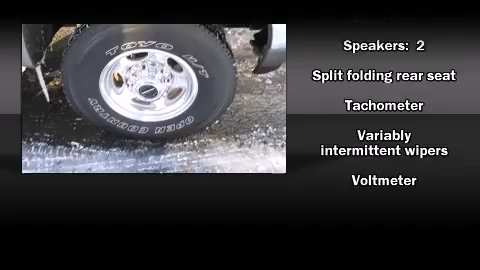 TOYO A/T
OPEN COUNTRY
Speakers: 2
Split folding rear seat
Tachometer
Variably
intermittent wipers
Voltmeter